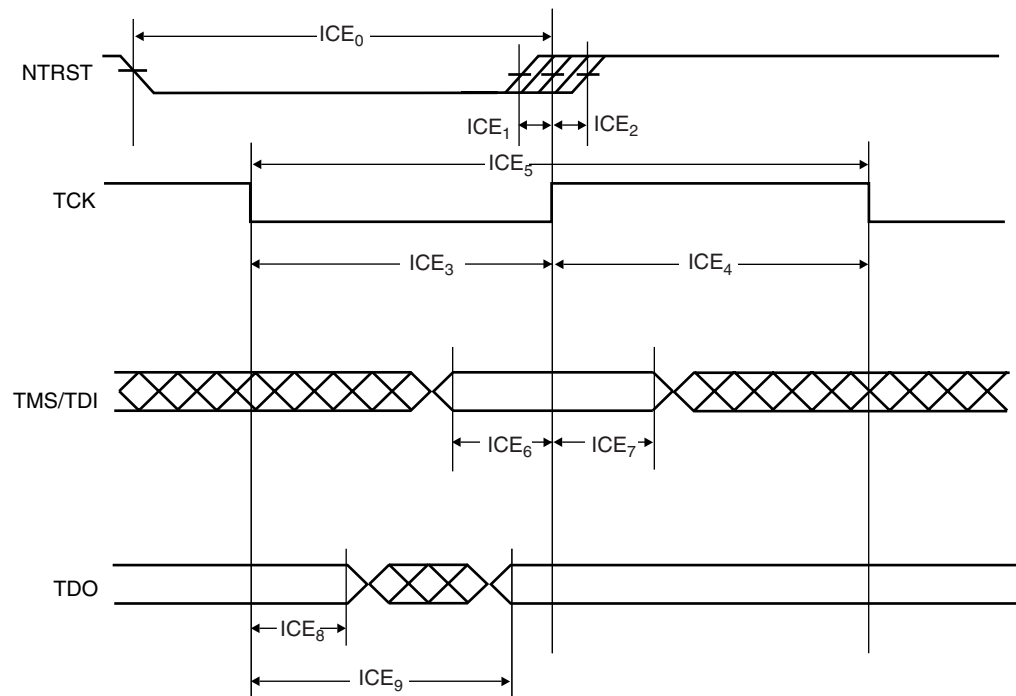 ICE₀
NTRST
ICE₁ ICE₂
ICE₅
TCK
ICE₃ ICE₄
TMS/TDI
ICE₆ ICE₇
TDO
ICE₈
ICE₉